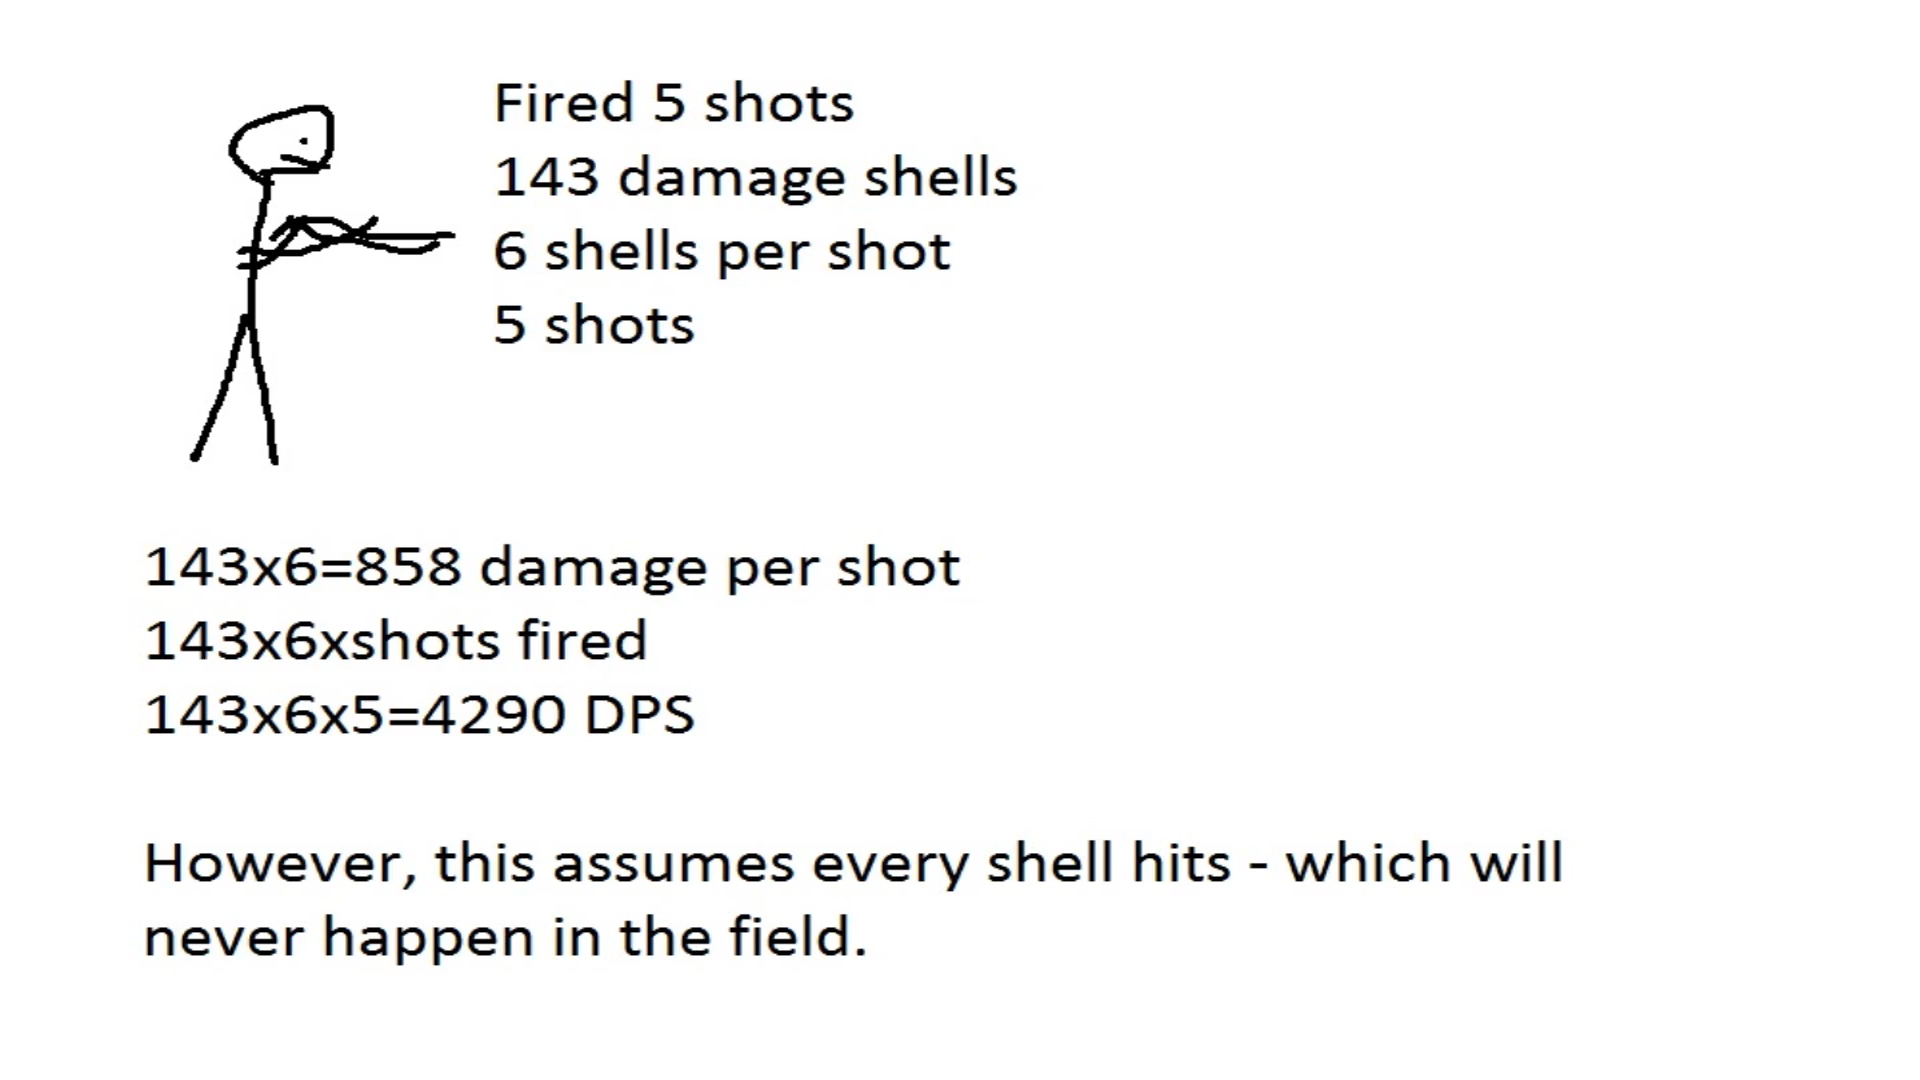 Fired 5 shots
143 damage shells
6 shells per shot
5 shots
143x6=858 damage per shot
143x6xshots fired
143x6x5=4290 DPS
However, this assumes every shell hits - which will
never happen in the field.